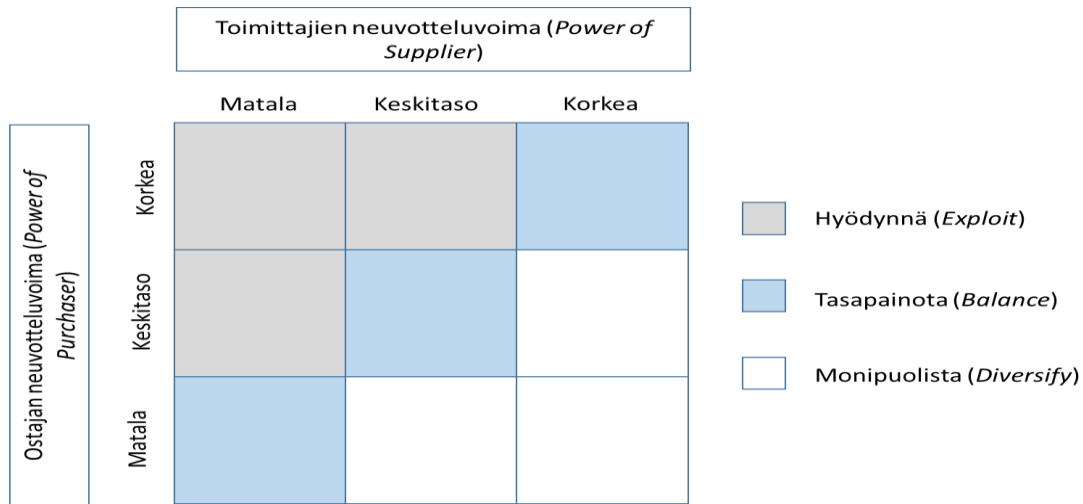 Toimittajien neuvotteluvoima (Power of
Supplier)
Matala
Keskitaso
Korkea
Ostajan neuvotteluvoima (Power of
Purchaser)
Korkea
Keskitaso
Matala
Hyödynnä (Exploit)
Tasapainota (Balance)
Monipuolista (Diversify)